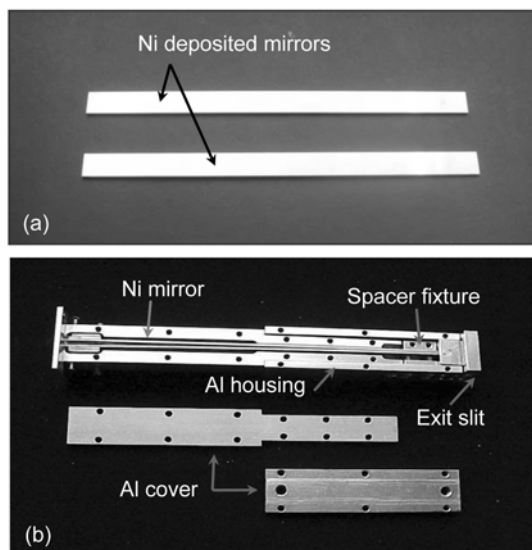 Ni deposited mirrors
(a)
Ni mirror
Spacer fixture
Al housing
Exit slit
Al cover
(b)